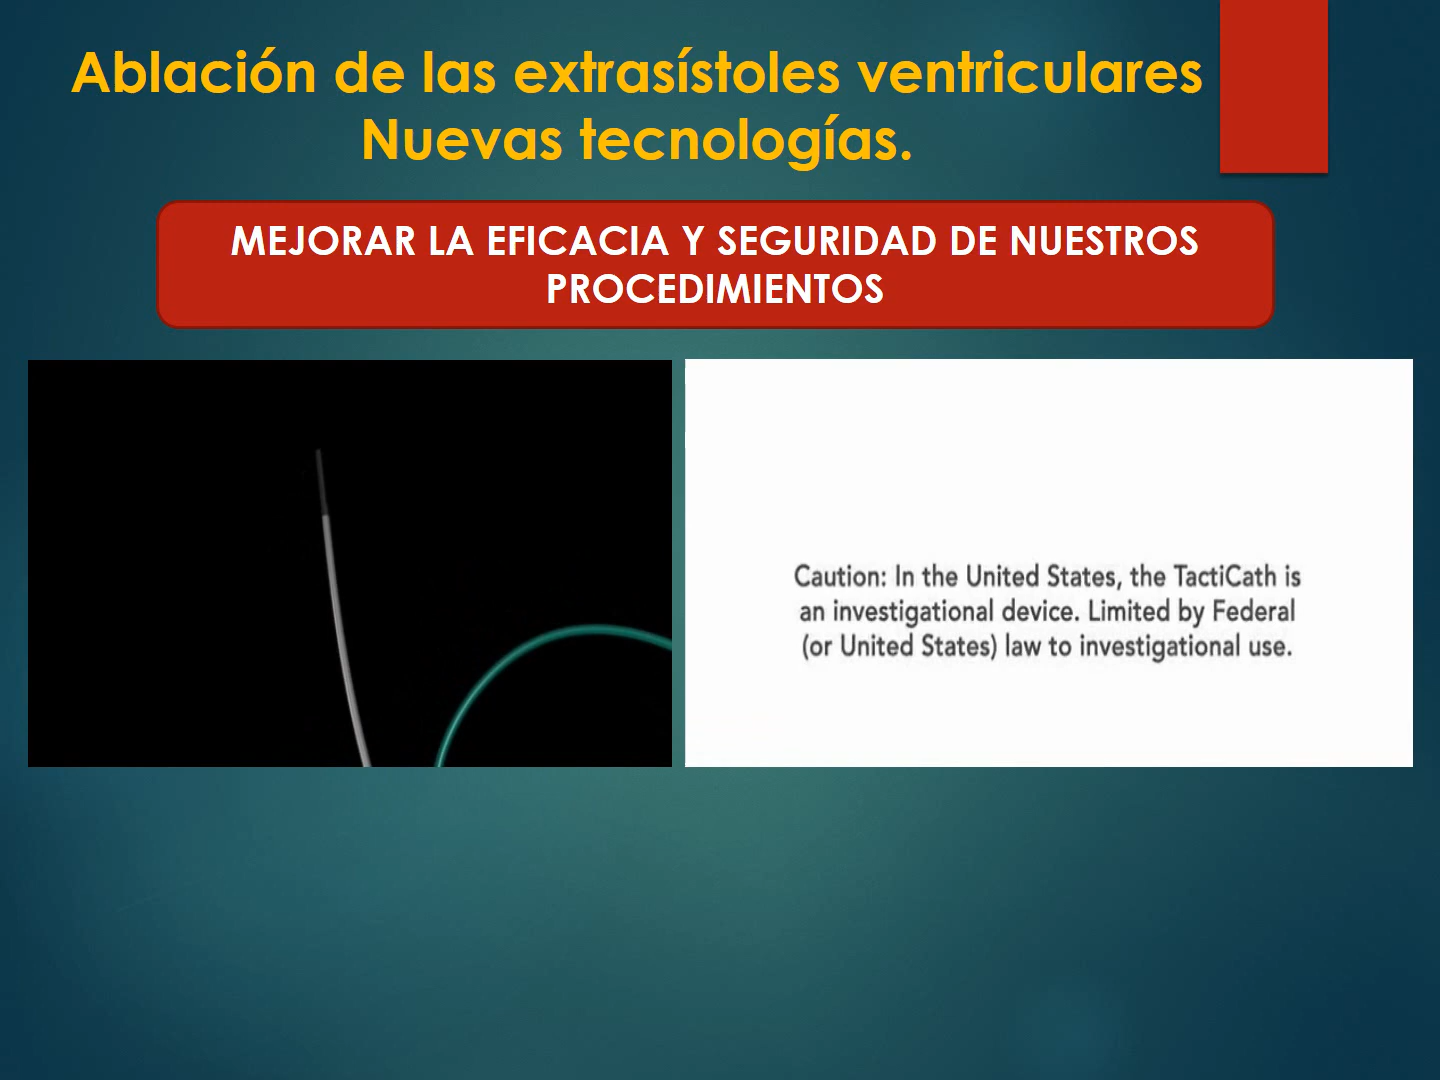 Ablación de las extrasístoles ventriculares
Nuevas tecnologías.
MEJORAR LA EFICACIA Y SEGURIDAD DE NUESTROS
PROCEDIMIENTOS
Caution: In the United States, the TactiCath is
an investigational device. Limited by Federal
(or United States) law to investigational use.